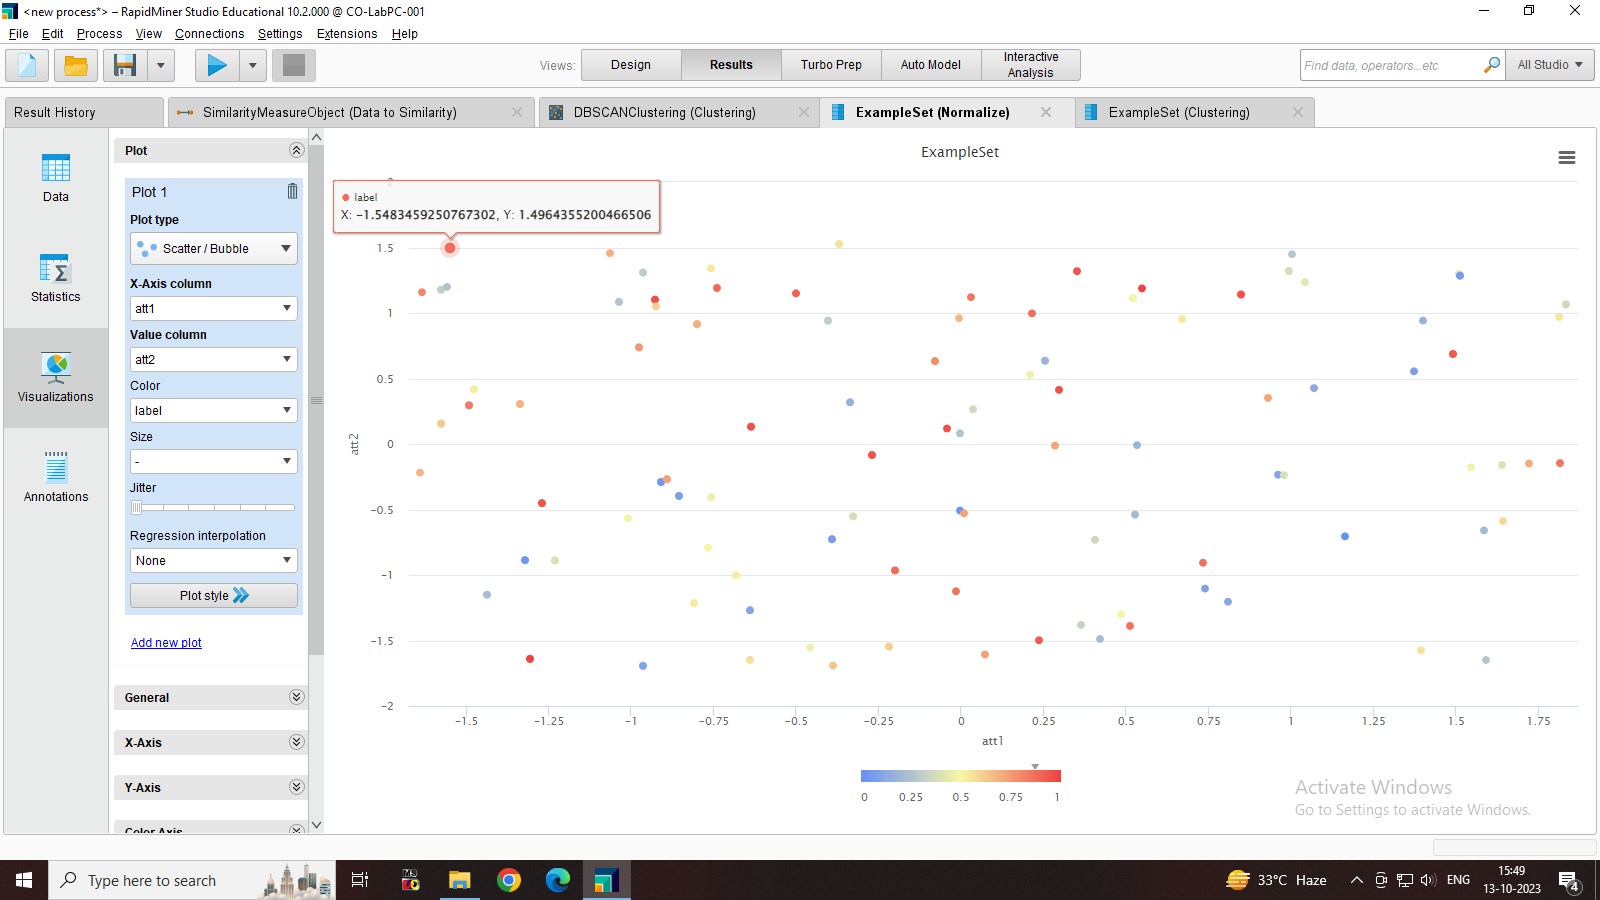 <new process*> – RapidMiner Studio Educational 10.2.000 @ CO-LabPC-001
File Edit Process View Connections Settings Extensions Help
Views: Design Results Turbo Prep Auto Model Interactive Analysis
Find data, operators...etc All Studio
Result History
SimilarityMeasureObject (Data to Similarity)
DBSCANClustering (Clustering)
ExampleSet (Normalize)
ExampleSet (Clustering)
Data
Statistics
Visualizations
Annotations
Plot
Plot 1
Plot type
Scatter / Bubble
X-Axis column
att1
Value column
att2
Color
label
Size
-
Jitter
Regression interpolation
None
Plot style
Add new plot
General
X-Axis
Y-Axis
Color Axis
ExampleSet
label
X: −1.5483459250767302, Y: 1.4964355200466506
2
1.5
1
0.5
0
−0.5
−1
−1.5
−2
att2
−1.5 −1.25 −1 −0.75 −0.5 −0.25 0 0.25 0.5 0.75 1 1.25 1.5 1.75
att1
0 0.25 0.5 0.75 1
Activate Windows
Go to Settings to activate Windows.
Type here to search
33°C Haze
ENG
15:49
13-10-2023
4